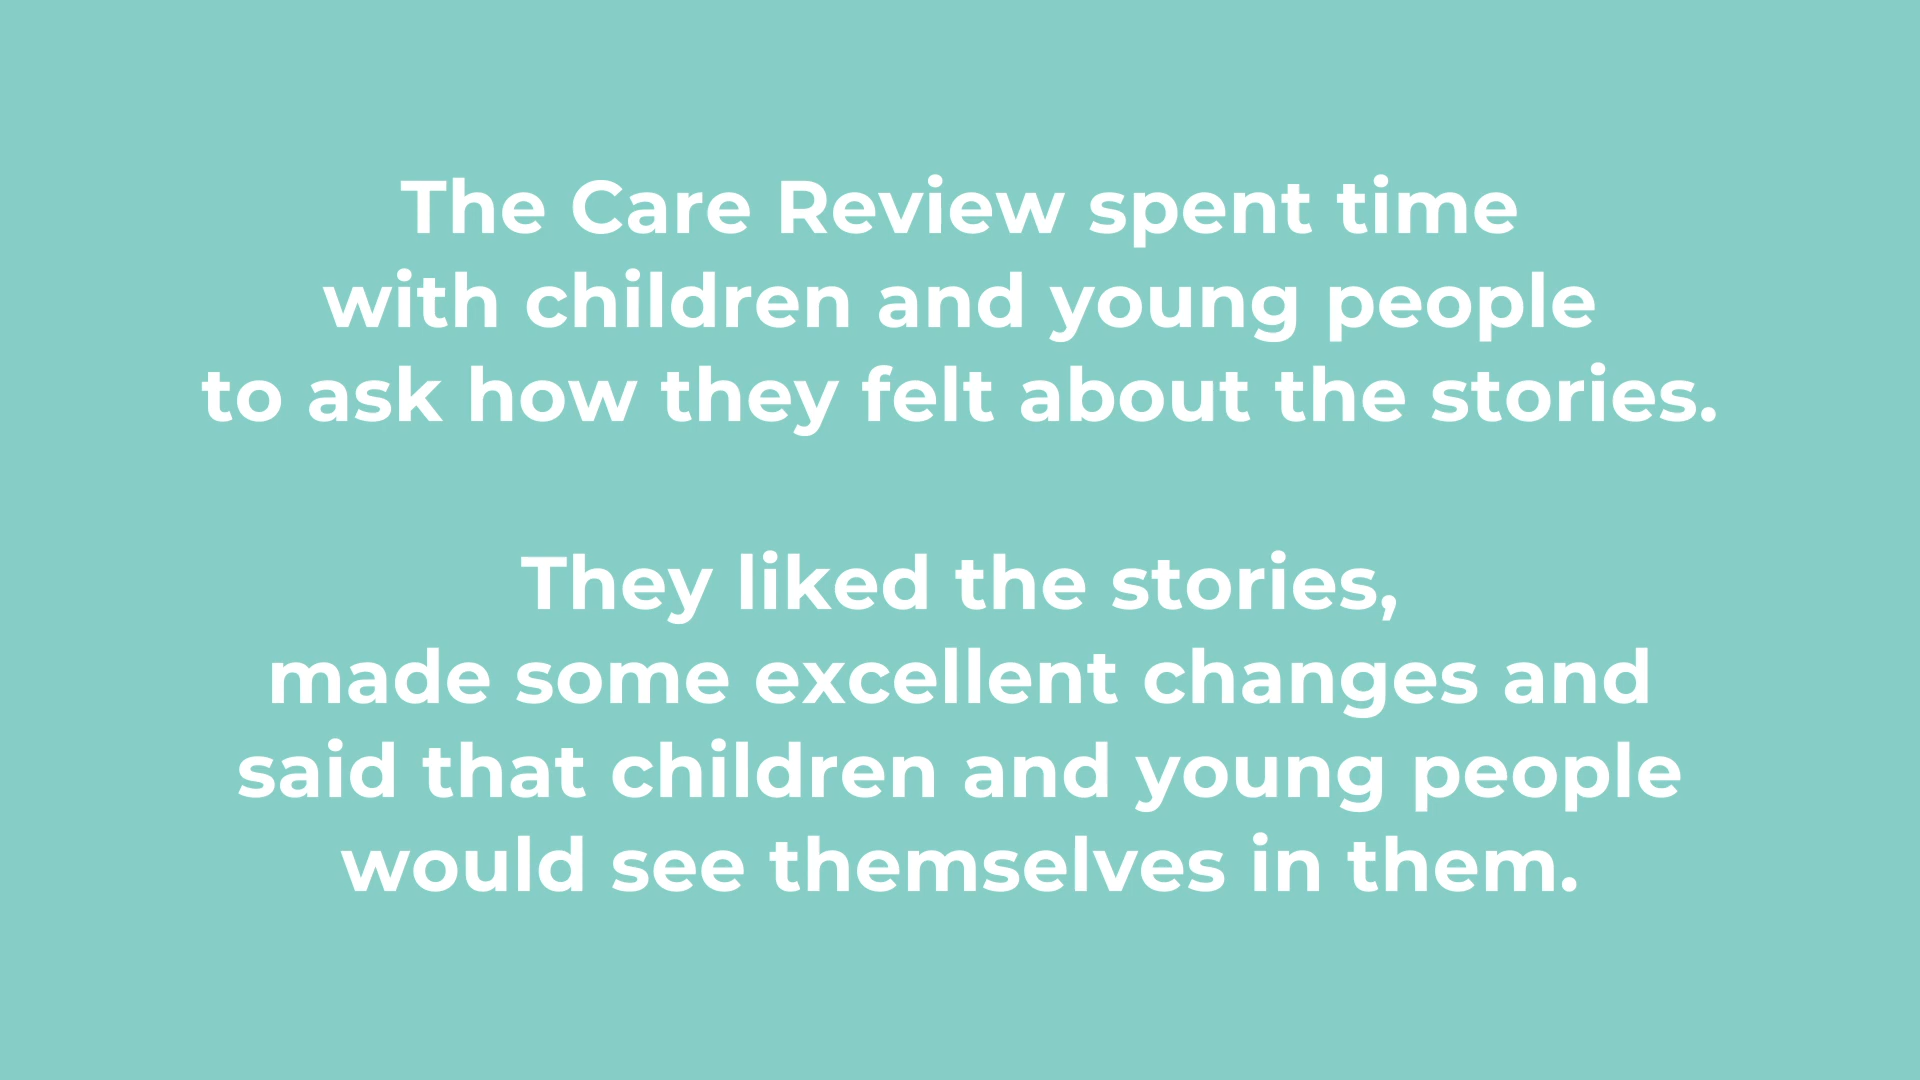 The Care Review spent time
with children and young people
to ask how they felt about the stories.
They liked the stories,
made some excellent changes and
said that children and young people
would see themselves in them.